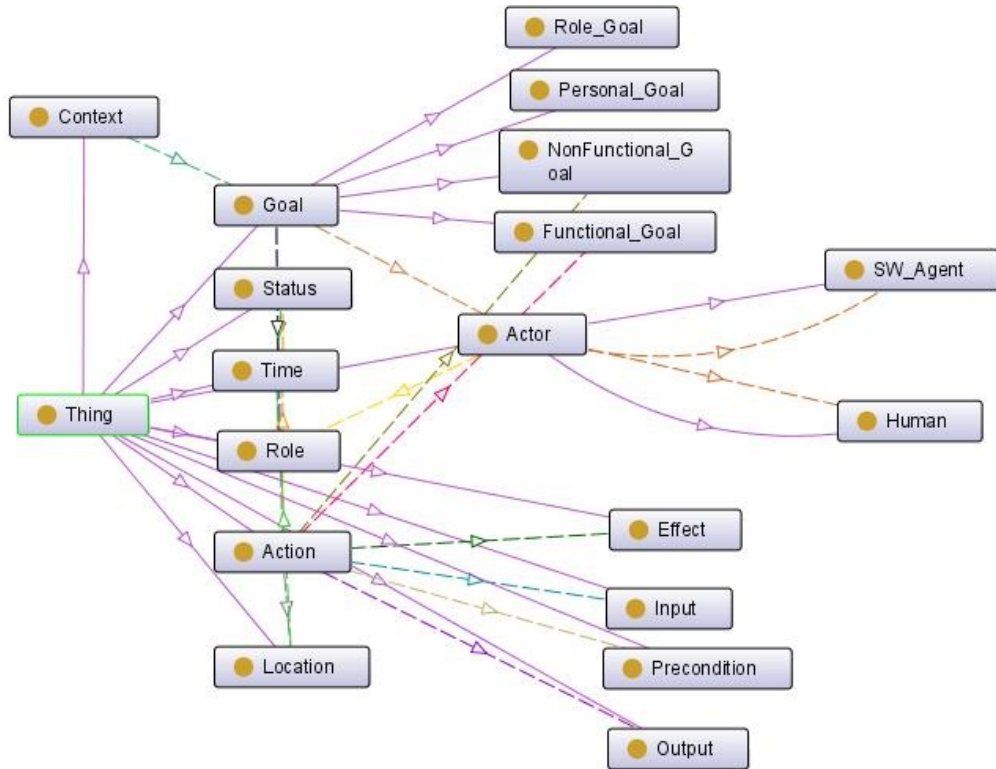 Role_Goal
Personal_Goal
Context
NonFunctional_G
oal
Goal
Functional_Goal
SW_Agent
Status
Actor
Time
Thing
Human
Role
Effect
Action
Input
Location
Precondition
Output